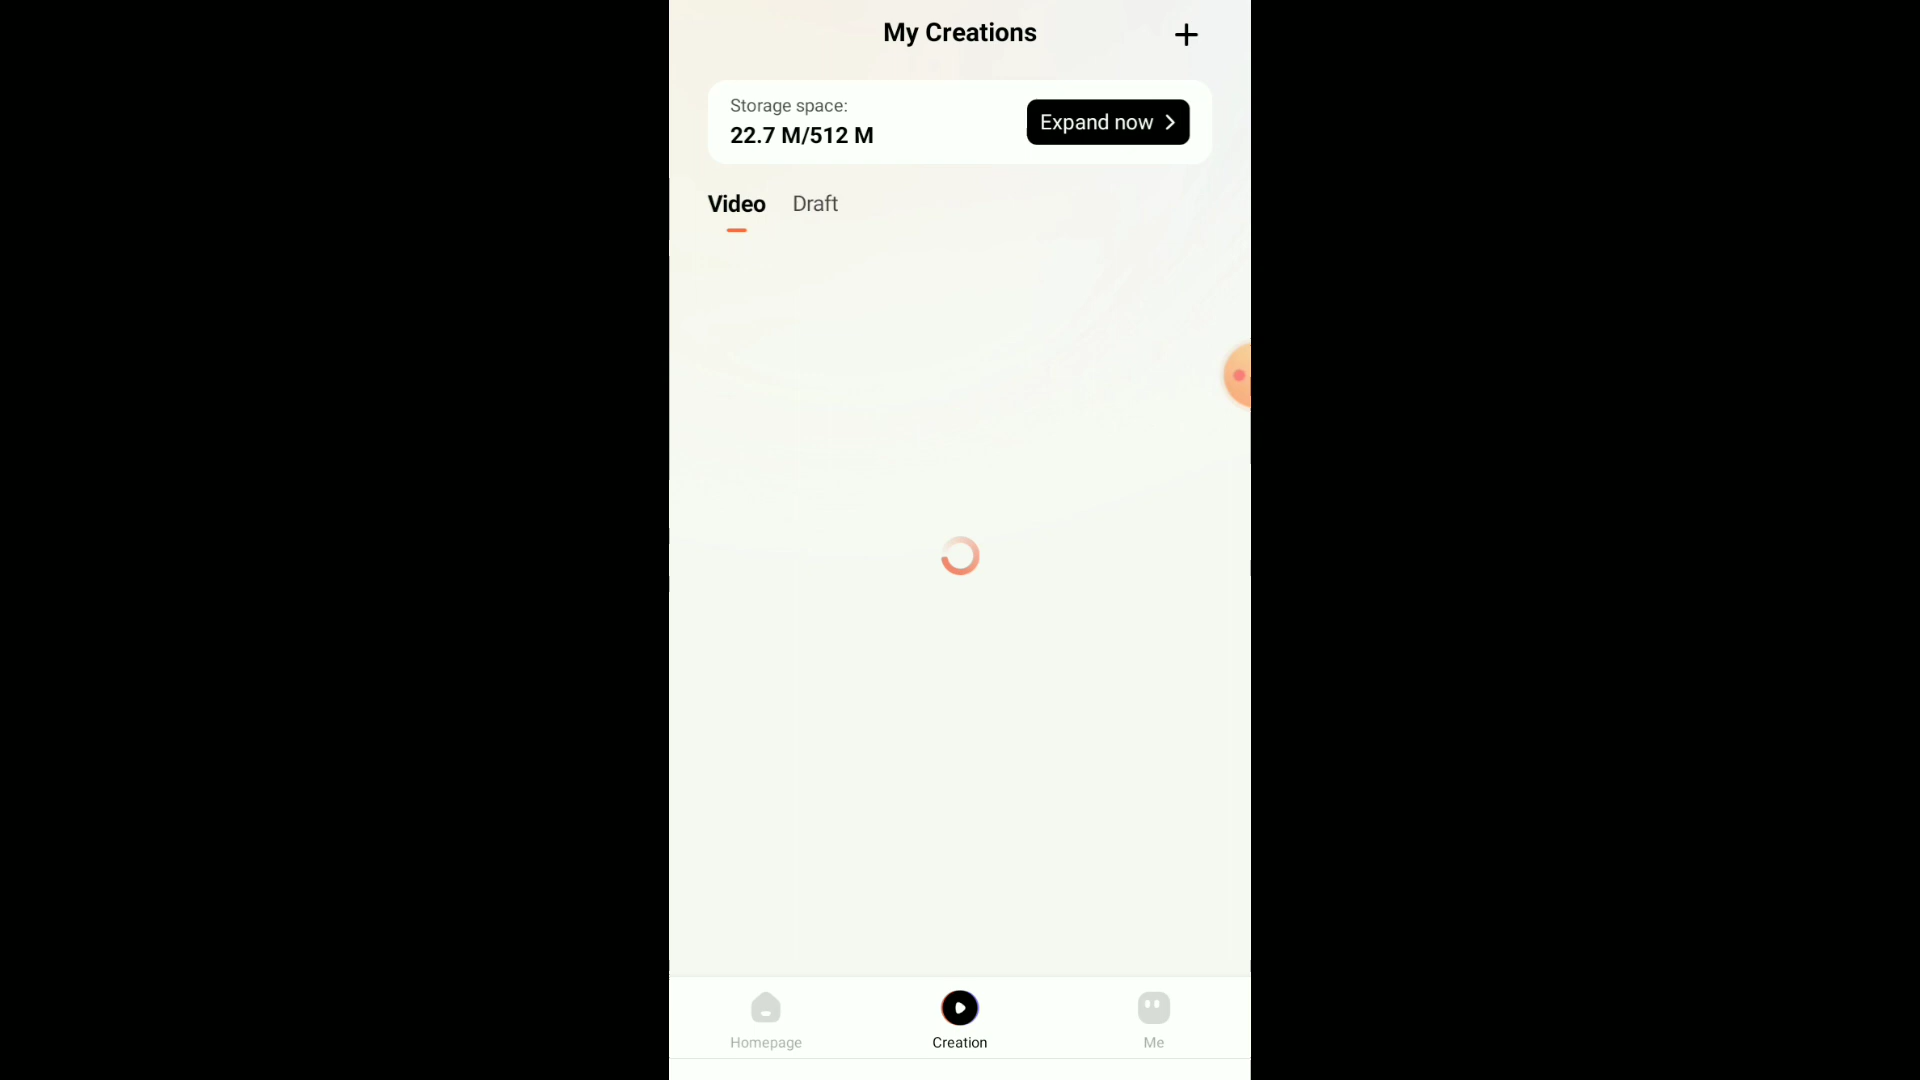 My Creations
Storage space:
22.7 M/512 M
Expand now
Video Draft
Homepage Creation Me